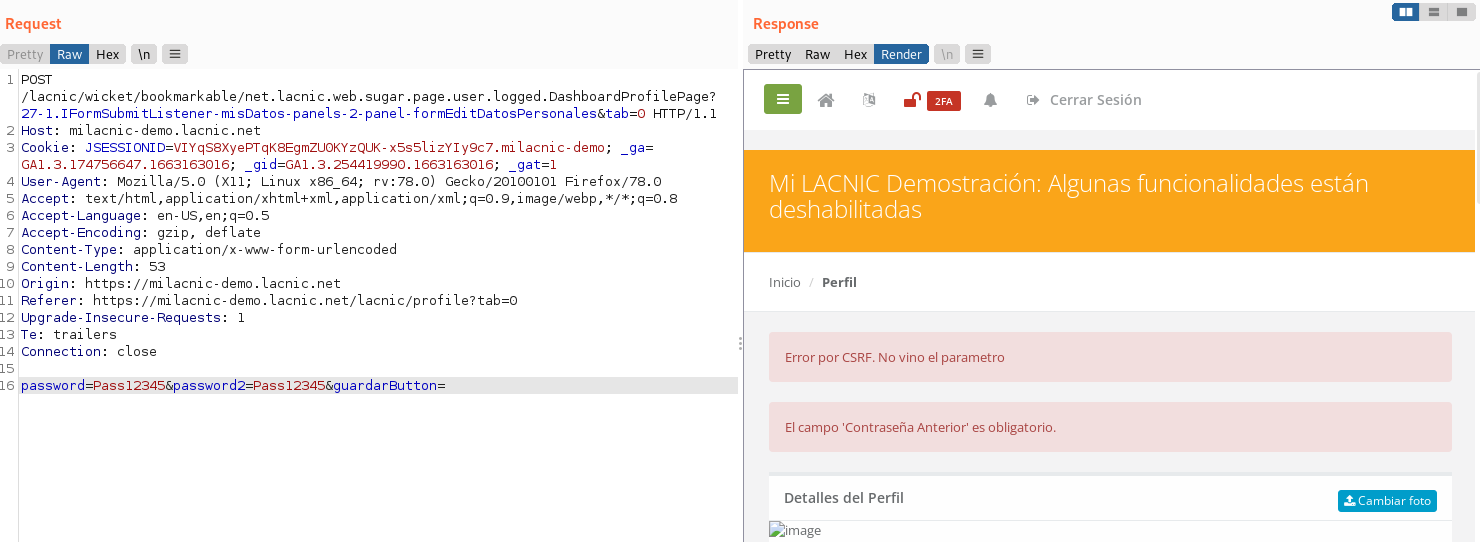 Request
Pretty Raw Hex \n
1 POST
/lacnic/wicket/bookmarkable/net.lacnic.web.sugar.page.user.logged.DashboardProfilePage?
27-1.IFormSubmitListener-misDatos-panels-2-panel-formEditDatosPersonales&tab=0 HTTP/1.1
2 Host: milacnic-demo.lacnic.net
3 Cookie: JSESSIONID=VIYqS8XyePTqK8EgmZU0KYzQUK-x5s5lizYIy9c7.milacnic-demo; _ga=
GA1.3.174756647.1663163016; _gid=GA1.3.254419990.1663163016; _gat=1
4 User-Agent: Mozilla/5.0 (X11; Linux x86_64; rv:78.0) Gecko/20100101 Firefox/78.0
5 Accept: text/html,application/xhtml+xml,application/xml;q=0.9,image/webp,*/*;q=0.8
6 Accept-Language: en-US,en;q=0.5
7 Accept-Encoding: gzip, deflate
8 Content-Type: application/x-www-form-urlencoded
9 Content-Length: 53
10 Origin: https://milacnic-demo.lacnic.net
11 Referer: https://milacnic-demo.lacnic.net/lacnic/profile?tab=0
12 Upgrade-Insecure-Requests: 1
13 Te: trailers
14 Connection: close
15
16 password=Pass12345&password2=Pass12345&guardarButton=
Response
Pretty Raw Hex Render \n
2FA Cerrar Sesión
Mi LACNIC Demostración: Algunas funcionalidades están
deshabilitadas
Inicio / Perfil
Error por CSRF. No vino el parametro
El campo 'Contraseña Anterior' es obligatorio.
Detalles del Perfil Cambiar foto
image